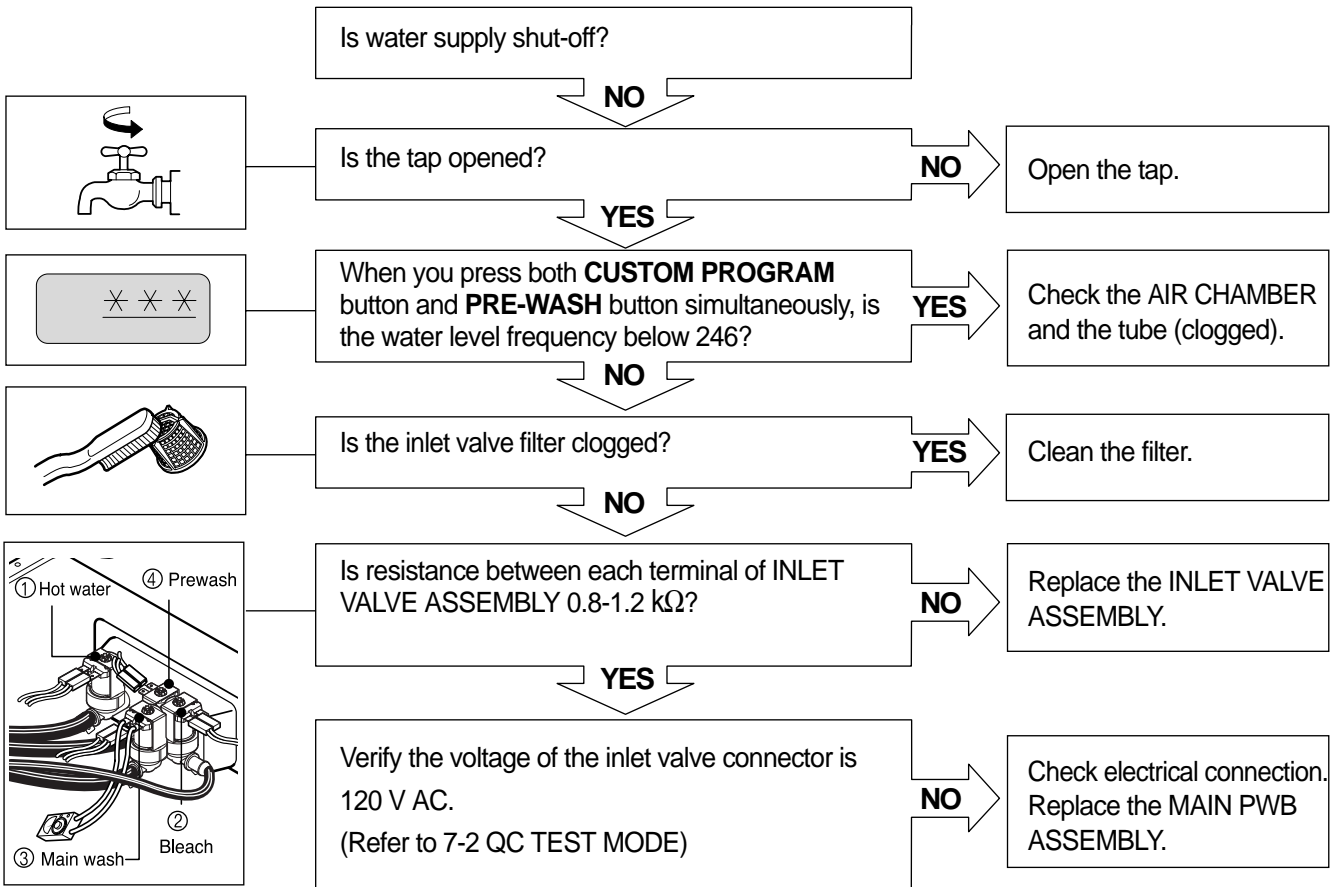 Is water supply shut-off?
NO
Is the tap opened?
NO
Open the tap.
YES
When you press both CUSTOM PROGRAM
button and PRE-WASH button simultaneously, is
the water level frequency below 246?
YES
Check the AIR CHAMBER
and the tube (clogged).
NO
Is the inlet valve filter clogged?
YES
Clean the filter.
NO
① Hot water
④ Prewash
② Bleach
③ Main wash
Is resistance between each terminal of INLET
VALVE ASSEMBLY 0.8-1.2 kΩ?
NO
Replace the INLET VALVE
ASSEMBLY.
YES
Verify the voltage of the inlet valve connector is
120 V AC.
(Refer to 7-2 QC TEST MODE)
NO
Check electrical connection.
Replace the MAIN PWB
ASSEMBLY.